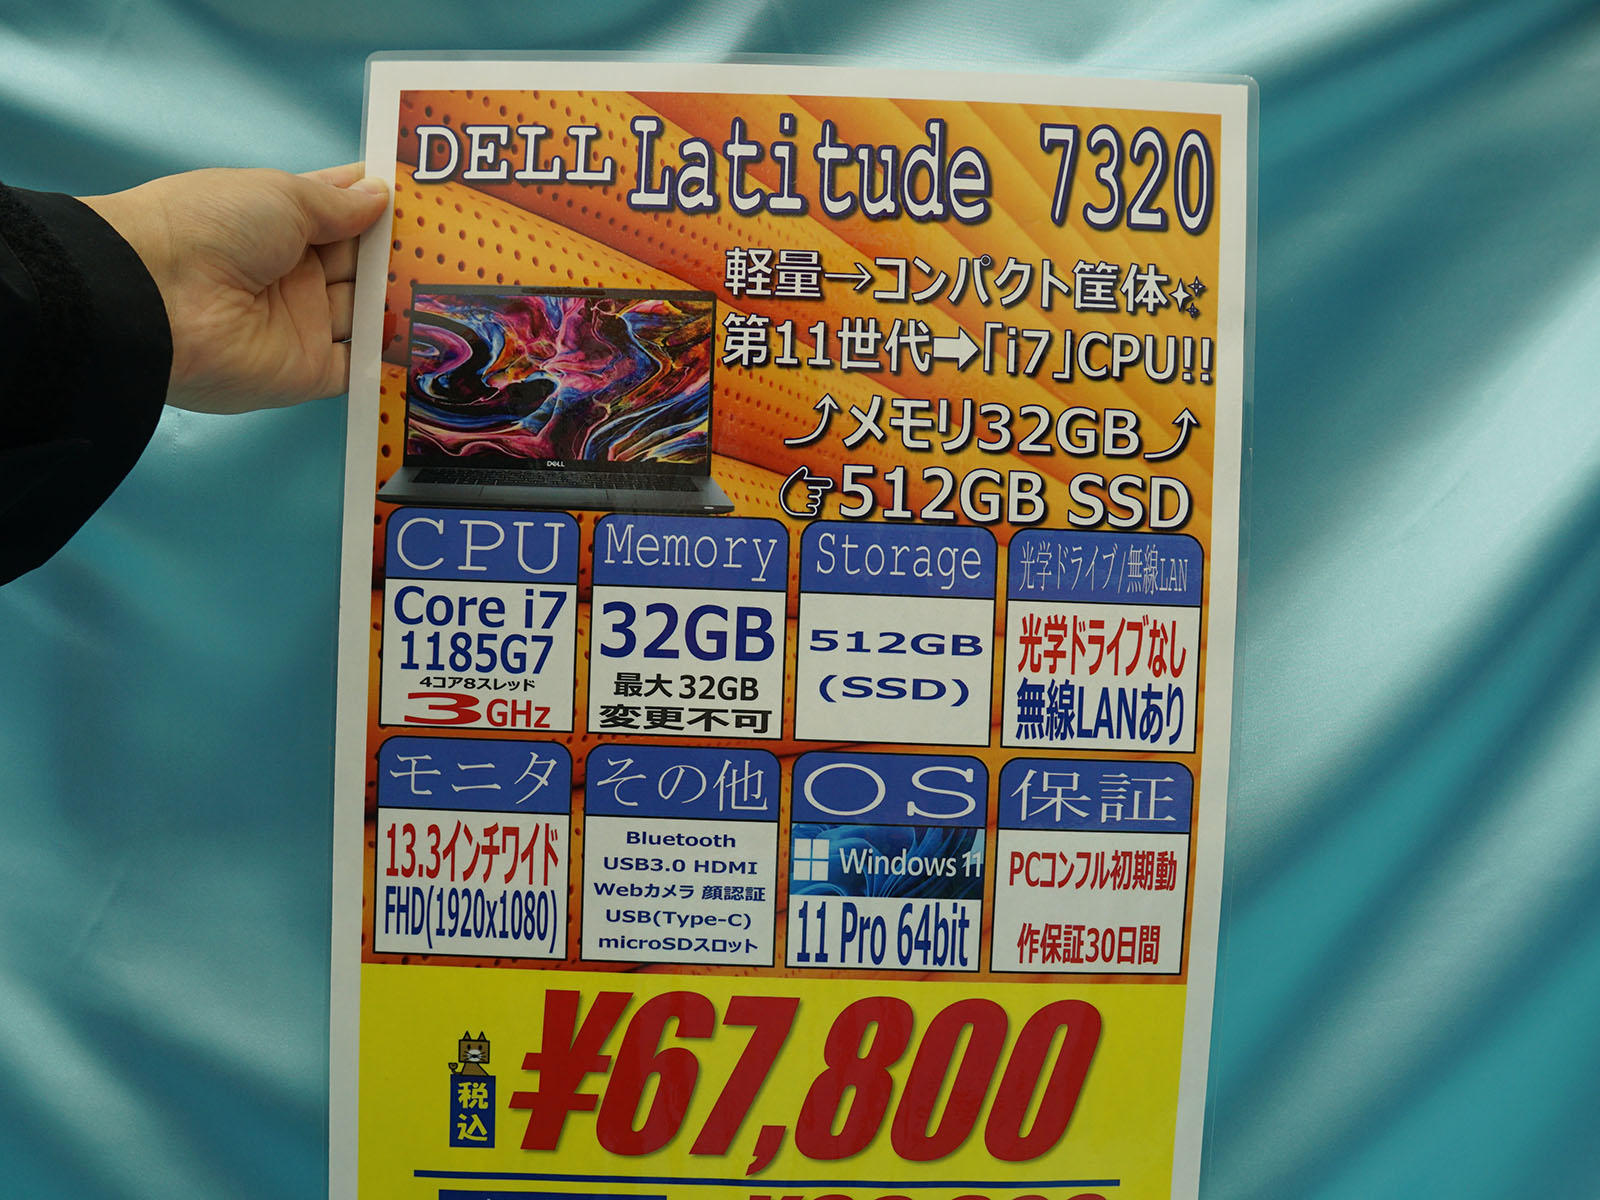 DELL Latitude 7320
軽量→コンパクト筐体
第11世代➡「i7」CPU!!
⤴メモリ32GB⤴
☞512GB SSD
DELL
CPU
Core i7
1185G7
4コア8スレッド
3GHz
Memory
32GB
最大 32GB
変更不可
Storage
512GB
(SSD)
光学ドライブ/無線LAN
光学ドライブなし
無線LANあり
モニタ
13.3インチワイド
FHD(1920x1080)
その他
Bluetooth
USB3.0 HDMI
Webカメラ 顔認証
USB(Type-C)
microSDスロット
OS
Windows 11
11 Pro 64bit
保証
PCコンフル初期動
作保証30日間
税込
¥67,800